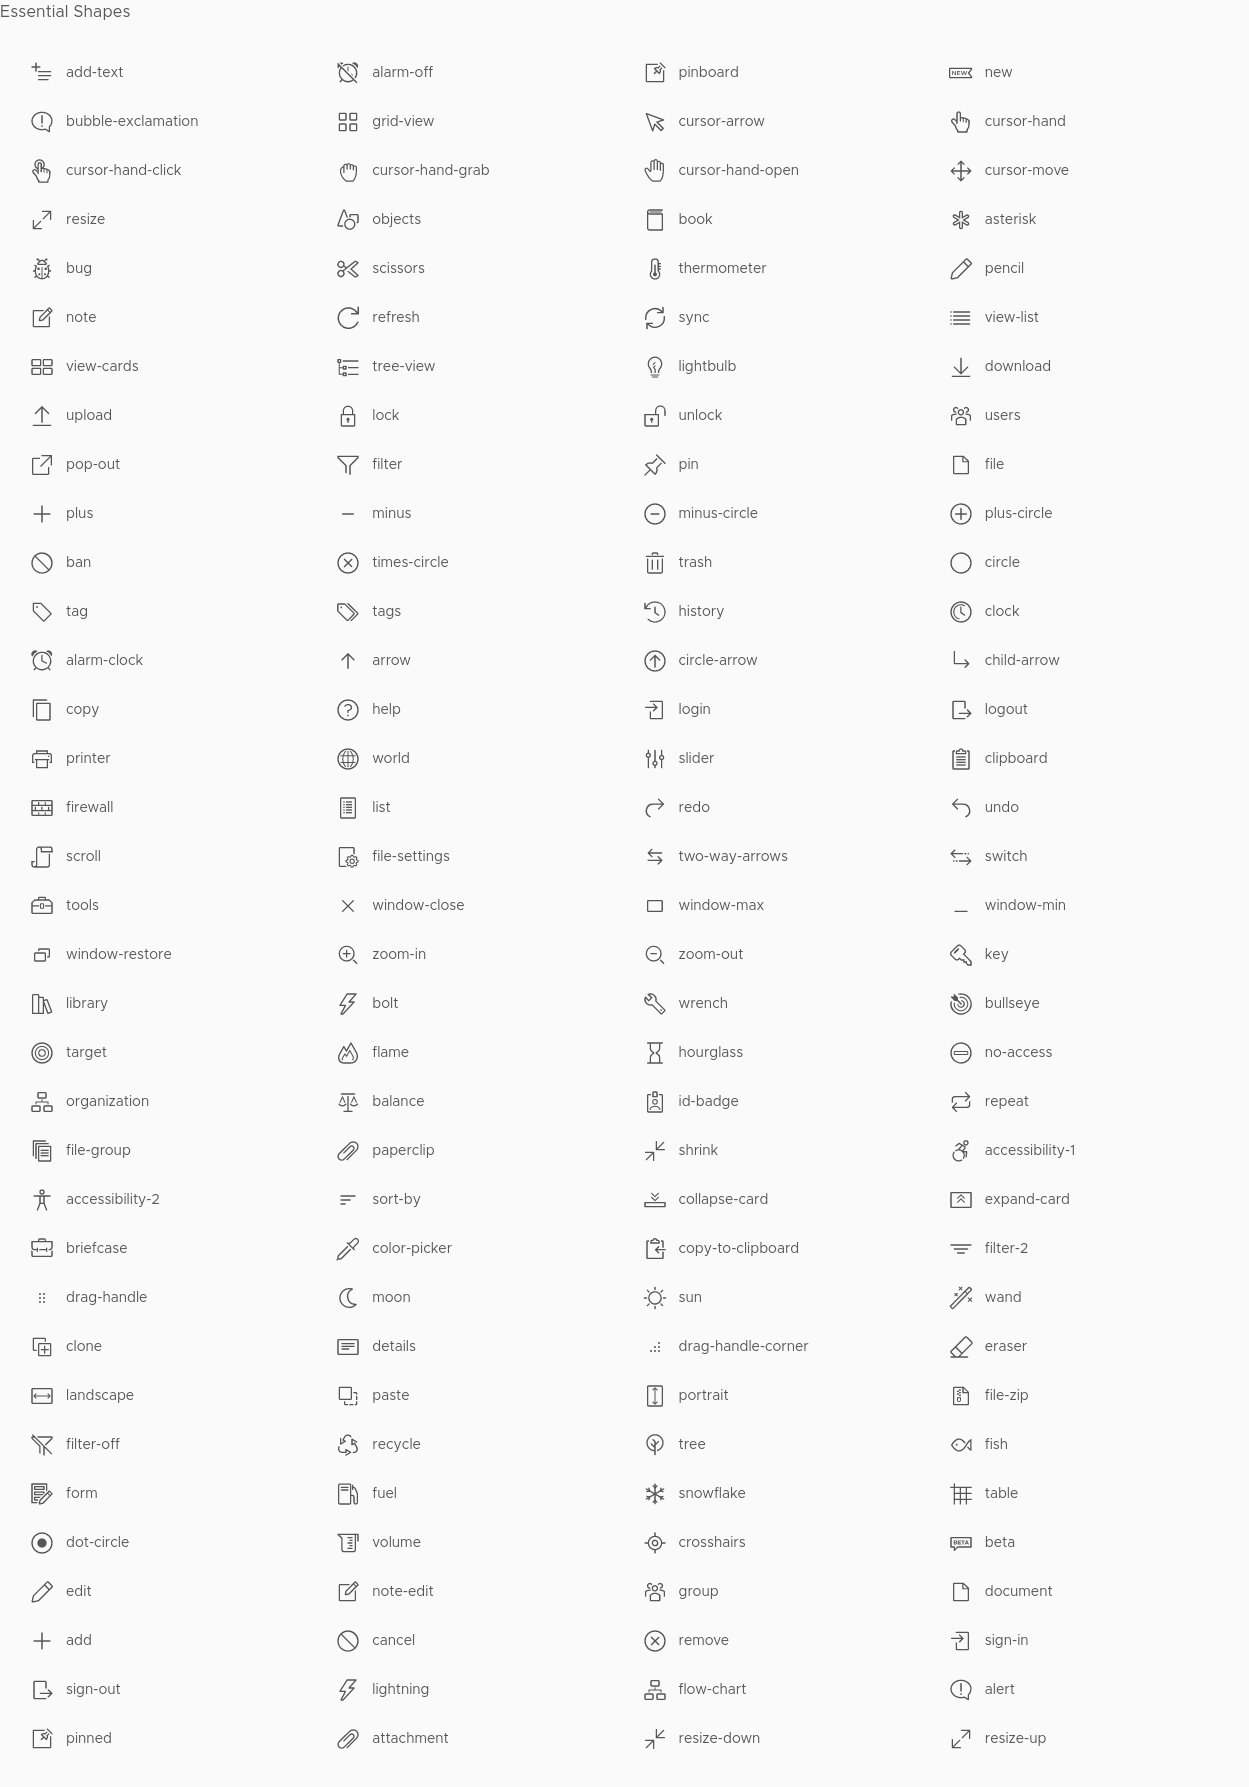 Essential Shapes
add-text alarm-off pinboard NEW new
bubble-exclamation grid-view cursor-arrow cursor-hand
cursor-hand-click cursor-hand-grab cursor-hand-open cursor-move
resize objects book asterisk
bug scissors thermometer pencil
note refresh sync view-list
view-cards tree-view lightbulb download
upload lock unlock users
pop-out filter pin file
plus minus minus-circle plus-circle
ban times-circle trash circle
tag tags history clock
alarm-clock arrow circle-arrow child-arrow
copy help login logout
printer world slider clipboard
firewall list redo undo
scroll file-settings two-way-arrows switch
tools window-close window-max window-min
window-restore zoom-in zoom-out key
library bolt wrench bullseye
target flame hourglass no-access
organization balance id-badge repeat
file-group paperclip shrink accessibility-1
accessibility-2 sort-by collapse-card expand-card
briefcase color-picker copy-to-clipboard filter-2
drag-handle moon sun wand
clone details drag-handle-corner eraser
landscape paste portrait file-zip
filter-off recycle tree fish
form fuel snowflake table
dot-circle volume crosshairs BETA beta
edit note-edit group document
add cancel remove sign-in
sign-out lightning flow-chart alert
pinned attachment resize-down resize-up